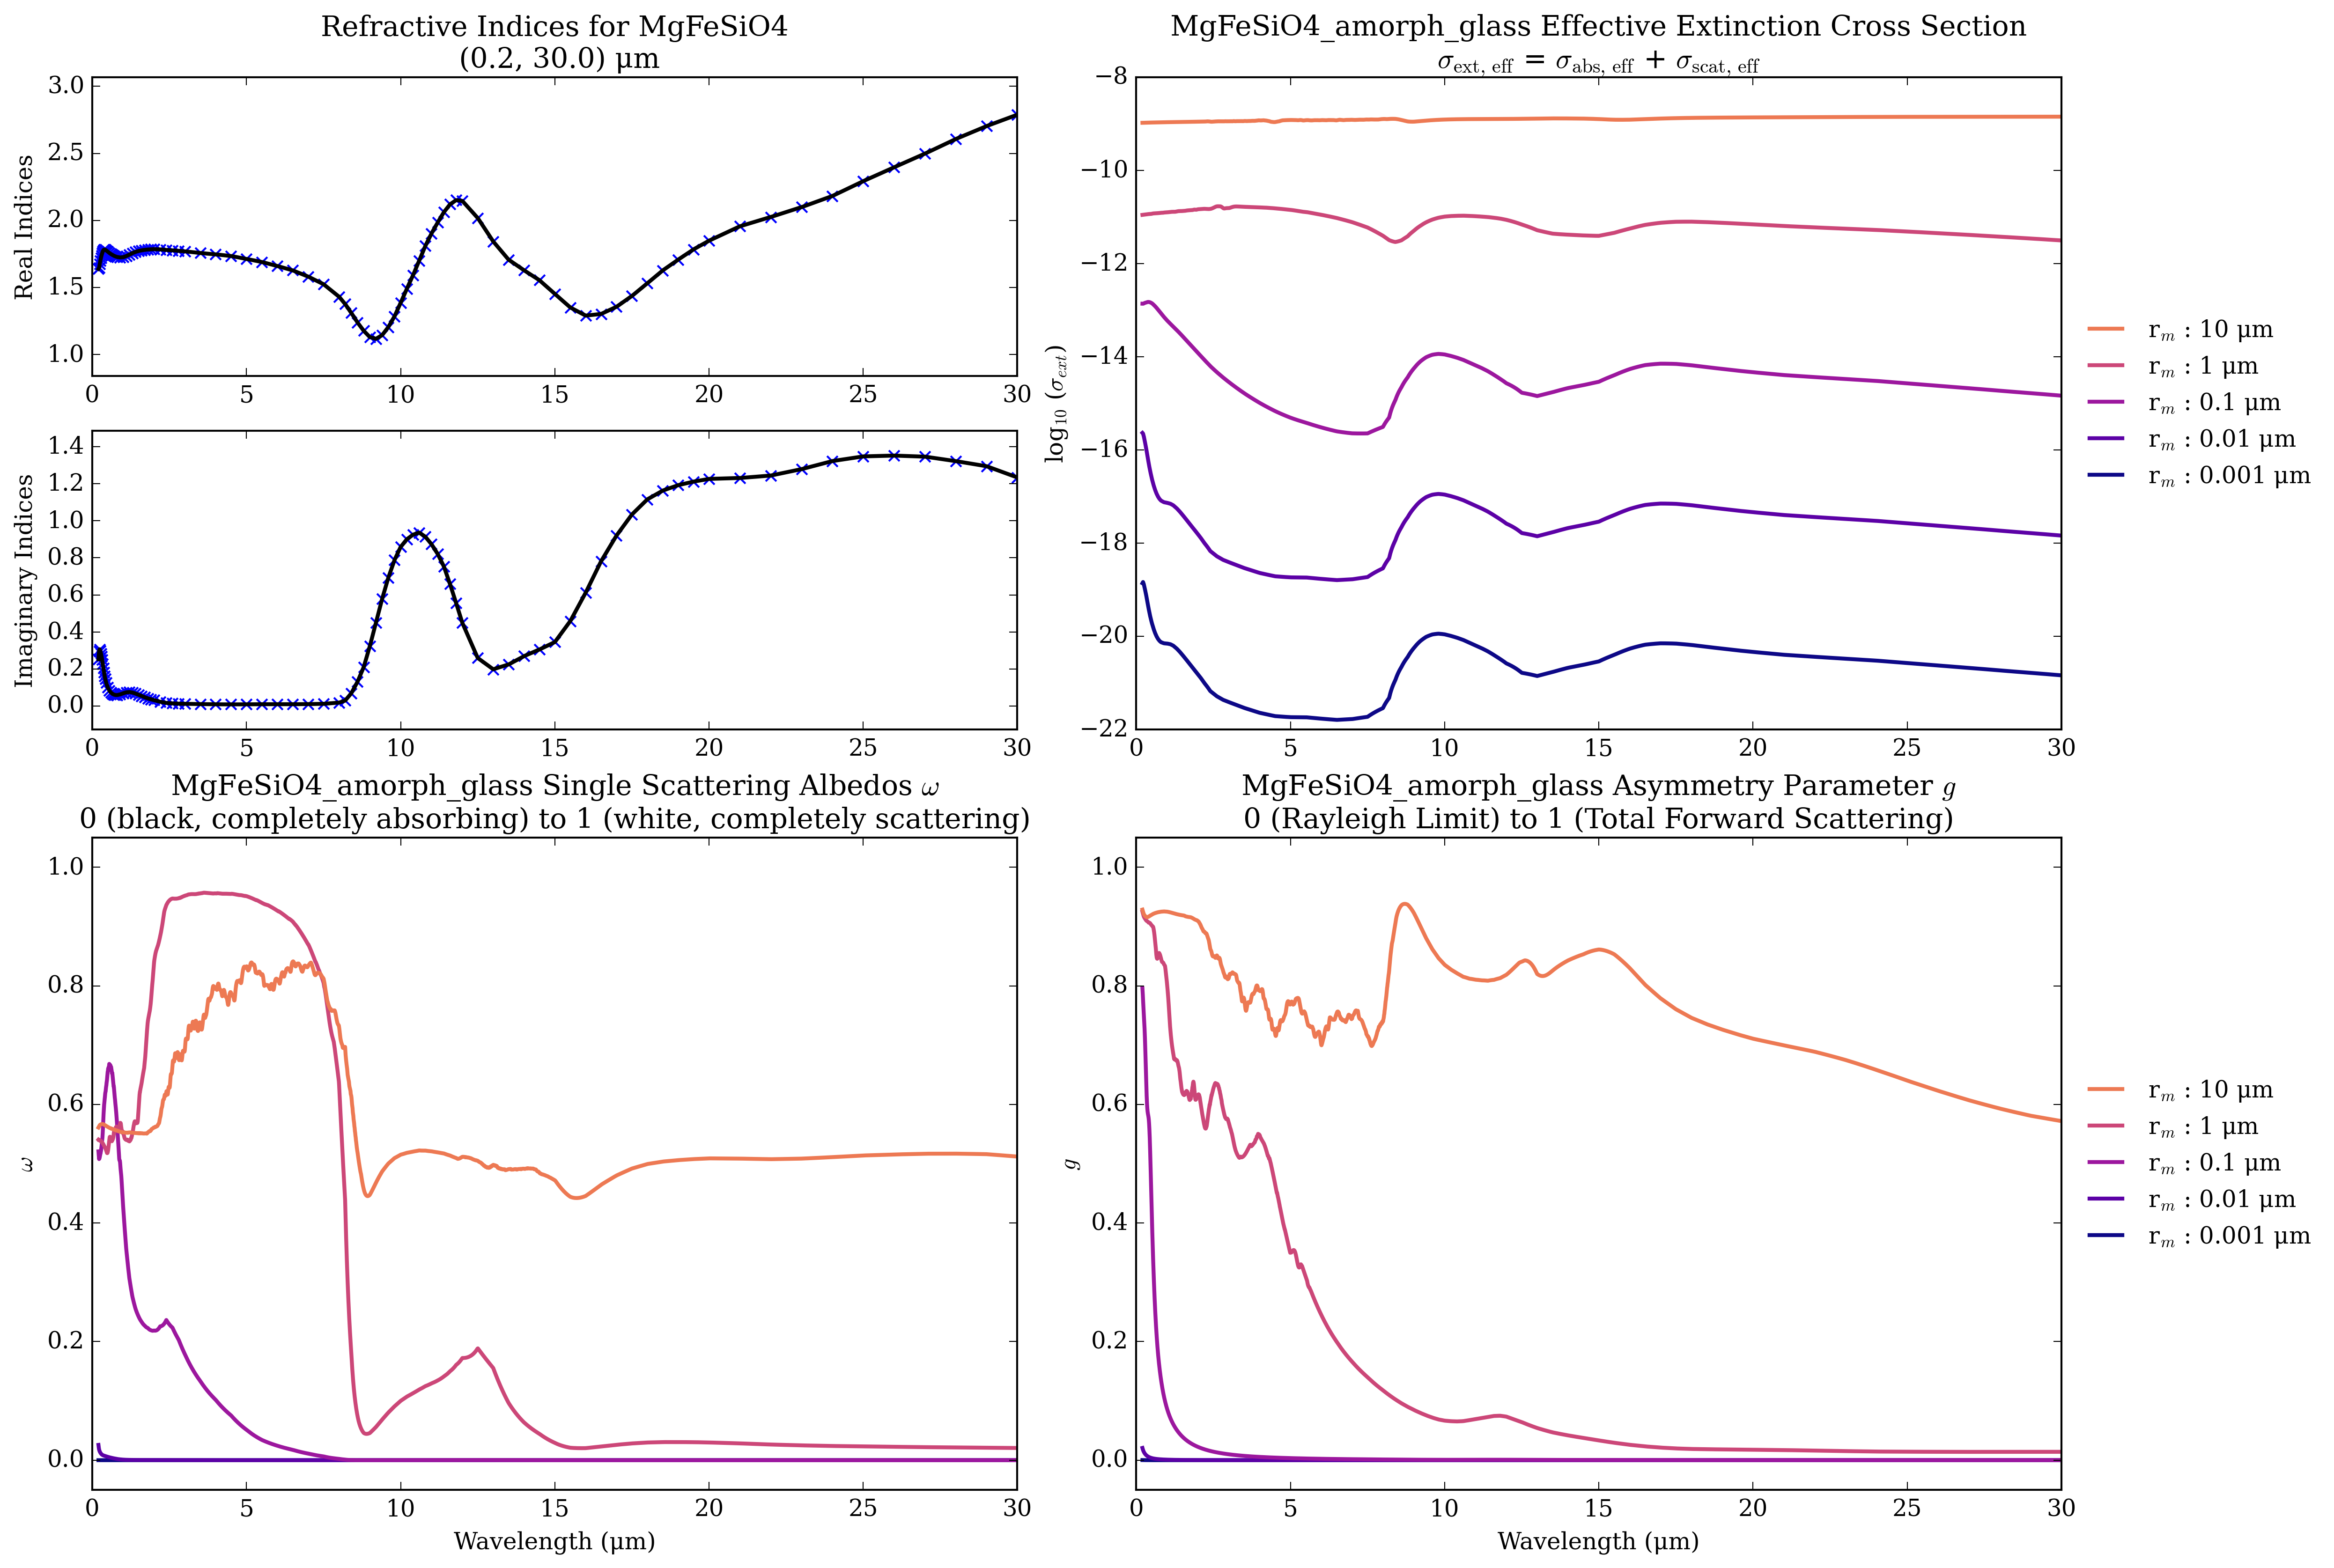 Refractive Indices for MgFeSiO4
(0.2, 30.0) µm
Real Indices
3.0
2.5
2.0
1.5
1.0
0 5 10 15 20 25 30
Imaginary Indices
1.4
1.2
1.0
0.8
0.6
0.4
0.2
0.0
0 5 10 15 20 25 30
MgFeSiO4_amorph_glass Effective Extinction Cross Section
σext, eff = σabs, eff + σscat, eff
log10 (σext)
−8
−10
−12
−14
−16
−18
−20
−22
0 5 10 15 20 25 30
rm : 10 µm
rm : 1 µm
rm : 0.1 µm
rm : 0.01 µm
rm : 0.001 µm
MgFeSiO4_amorph_glass Single Scattering Albedos ω
0 (black, completely absorbing) to 1 (white, completely scattering)
ω
1.0
0.8
0.6
0.4
0.2
0.0
0 5 10 15 20 25 30
Wavelength (µm)
MgFeSiO4_amorph_glass Asymmetry Parameter g
0 (Rayleigh Limit) to 1 (Total Forward Scattering)
g
1.0
0.8
0.6
0.4
0.2
0.0
0 5 10 15 20 25 30
Wavelength (µm)
rm : 10 µm
rm : 1 µm
rm : 0.1 µm
rm : 0.01 µm
rm : 0.001 µm